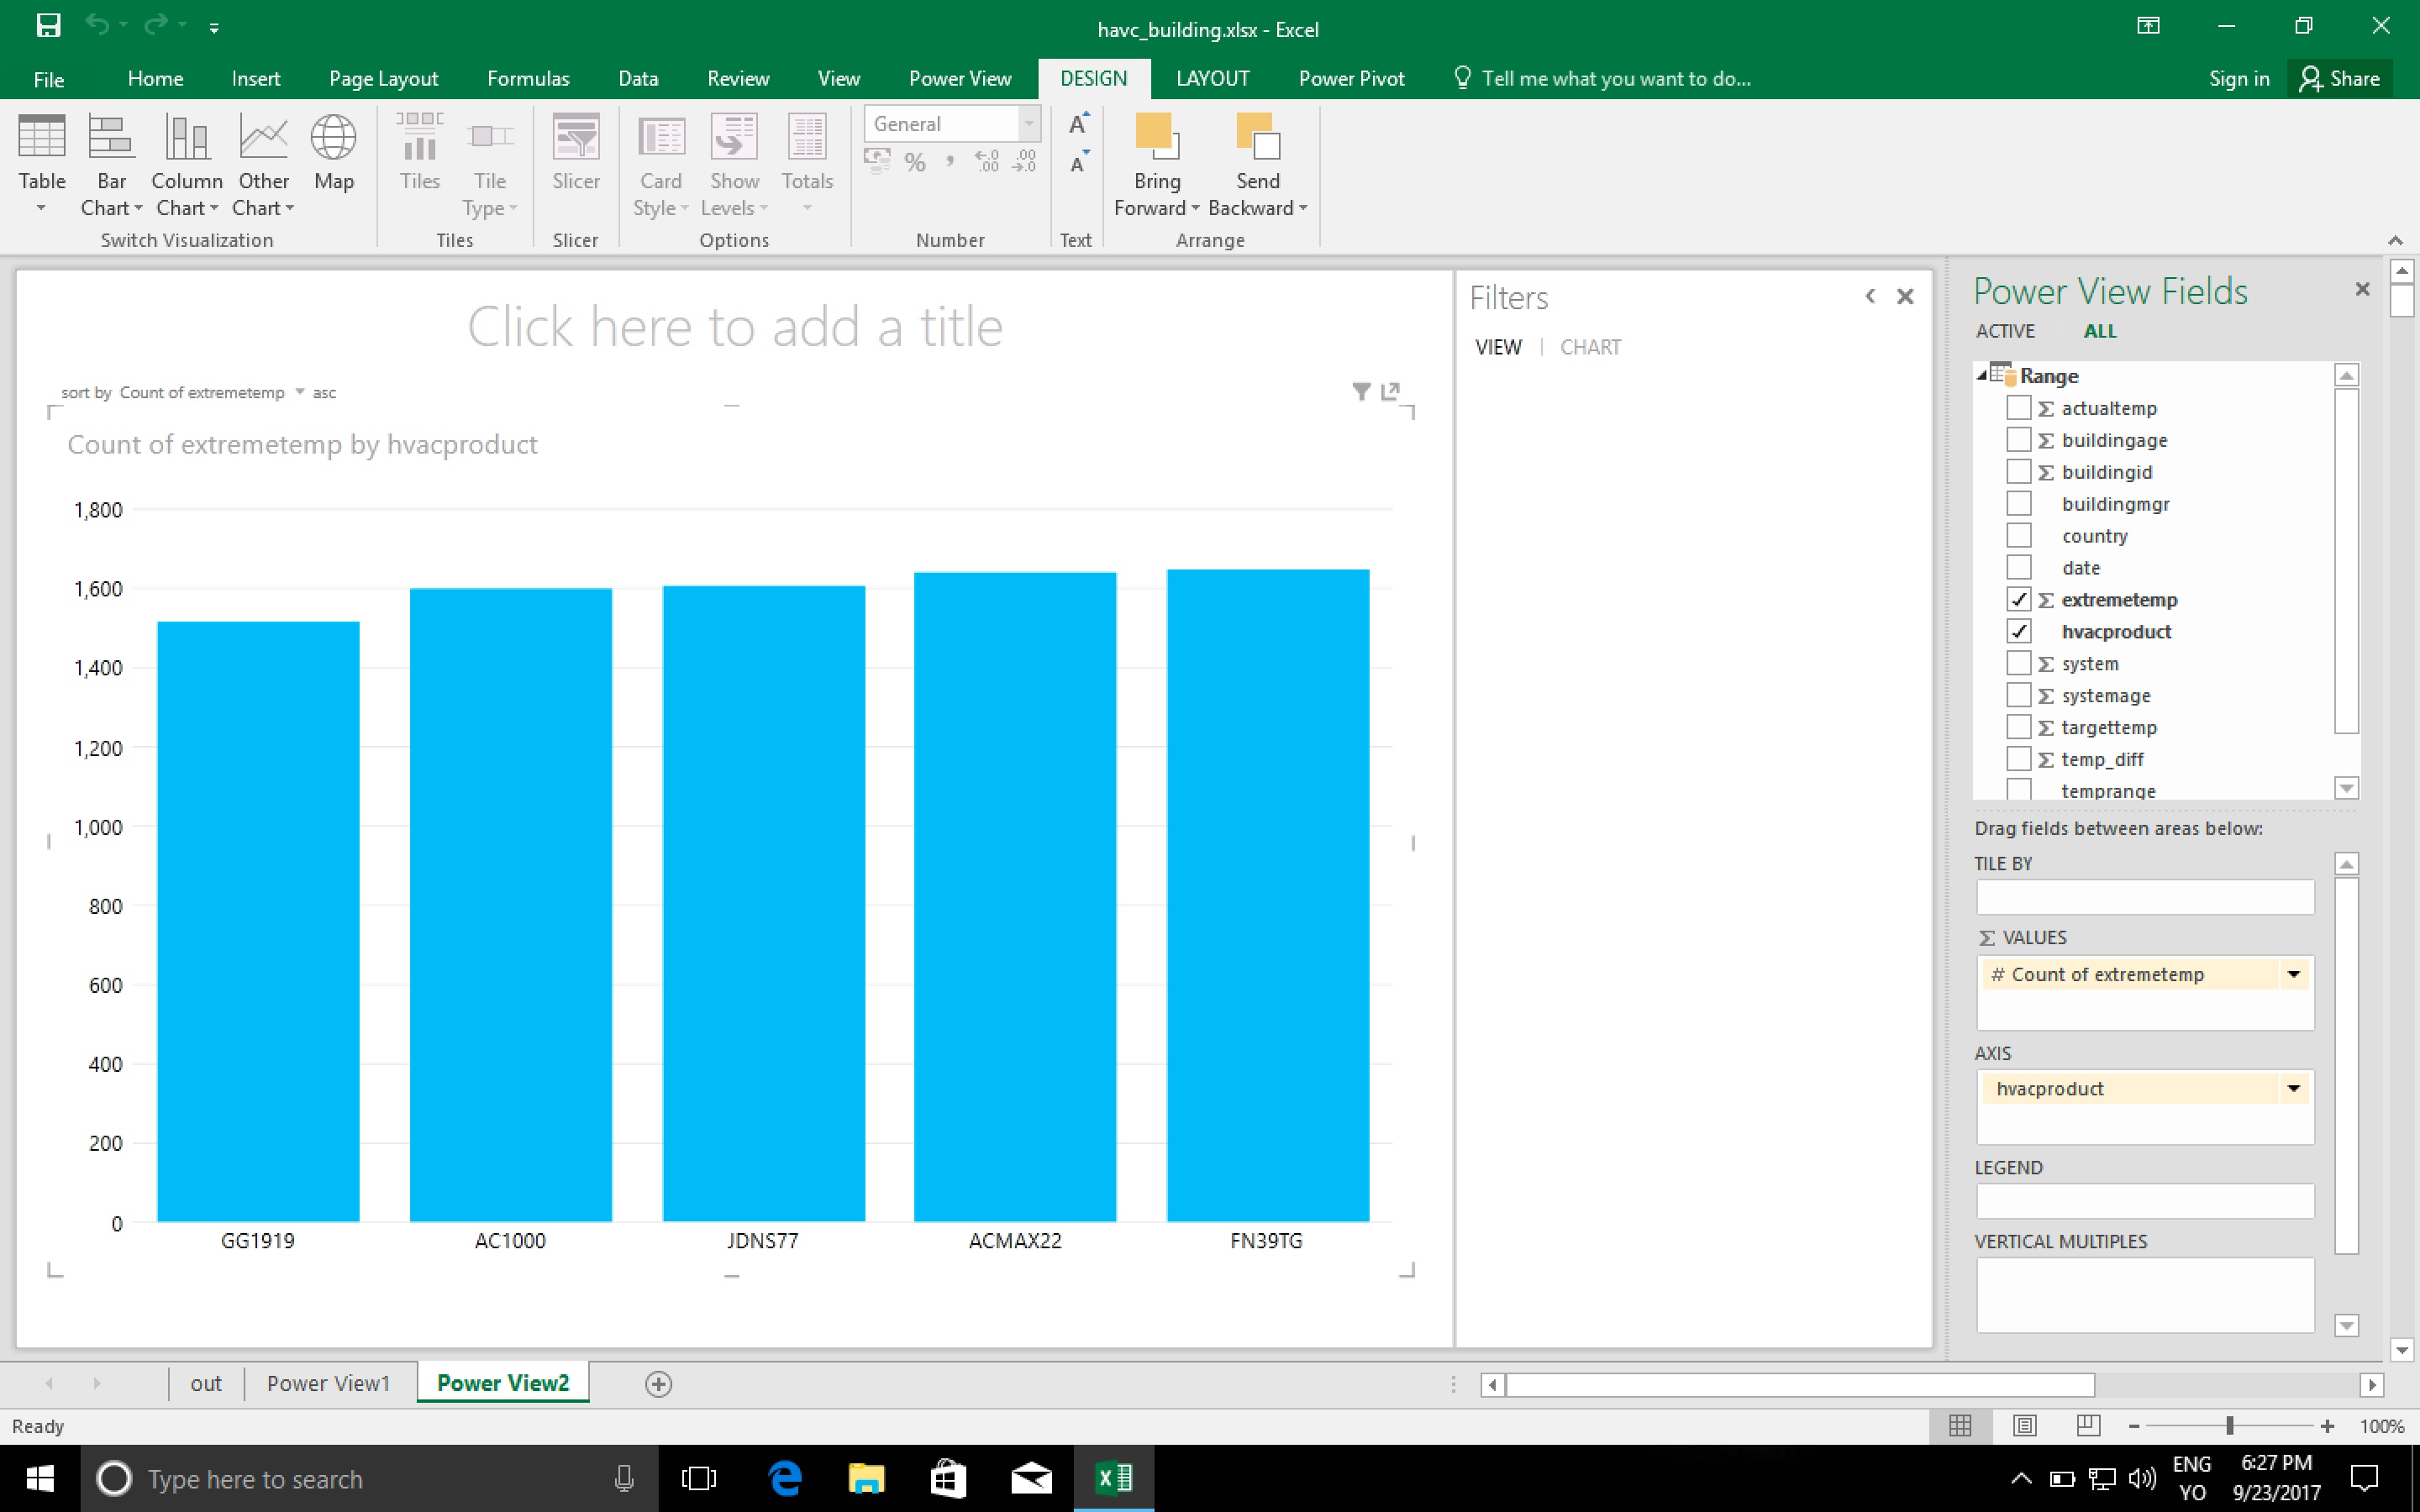 havc_building.xlsx - Excel
File Home Insert Page Layout Formulas Data Review View Power View DESIGN LAYOUT Power Pivot Tell me what you want to do... Sign in Share
Table Bar Chart Column Chart Other Chart Map
Switch Visualization
Tiles Tile Type
Tiles
Slicer
Slicer
Card Style Show Levels Totals
Options
General
% , ←.0 .00 .00 →.0
Number
A A
Text
Bring Forward Send Backward
Arrange
Click here to add a title
sort by Count of extremetemp asc
Count of extremetemp by hvacproduct
1,800
1,600
1,400
1,200
1,000
800
600
400
200
0
GG1919 AC1000 JDNS77 ACMAX22 FN39TG
Filters
VIEW | CHART
Power View Fields
ACTIVE ALL
Range
Σ actualtemp
Σ buildingage
Σ buildingid
buildingmgr
country
date
Σ extremetemp
hvacproduct
Σ system
Σ systemage
Σ targettemp
Σ temp_diff
temprange
Drag fields between areas below:
TILE BY
Σ VALUES
# Count of extremetemp
AXIS
hvacproduct
LEGEND
VERTICAL MULTIPLES
out Power View1 Power View2
Ready
100%
Type here to search
ENG
YO
6:27 PM
9/23/2017